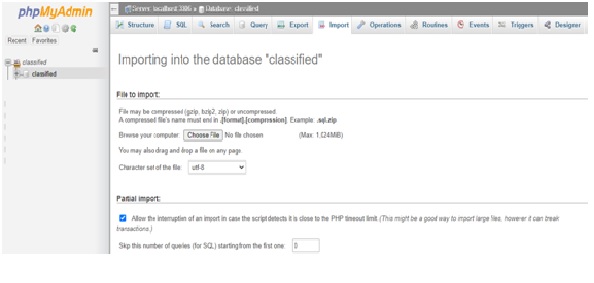 phpMyAdmin
Recent Favorites
classified
classified
Server: localhost:3306 » Database: classified
Structure SQL Search Query Export Import Operations Routines Events Triggers Designer
Importing into the database "classified"
File to import:
File may be compressed (gzip, bzip2, zip) or uncompressed.
A compressed file's name must end in .[format].[compression]. Example: .sql.zip
Browse your computer: Choose File No file chosen (Max: 1,024MiB)
You may also drag and drop a file on any page.
Character set of the file: utf-8
Partial import:
Allow the interruption of an import in case the script detects it is close to the PHP timeout limit. (This might be a good way to import large files, however it can break
transactions.)
Skip this number of queries (for SQL) starting from the first one: 0